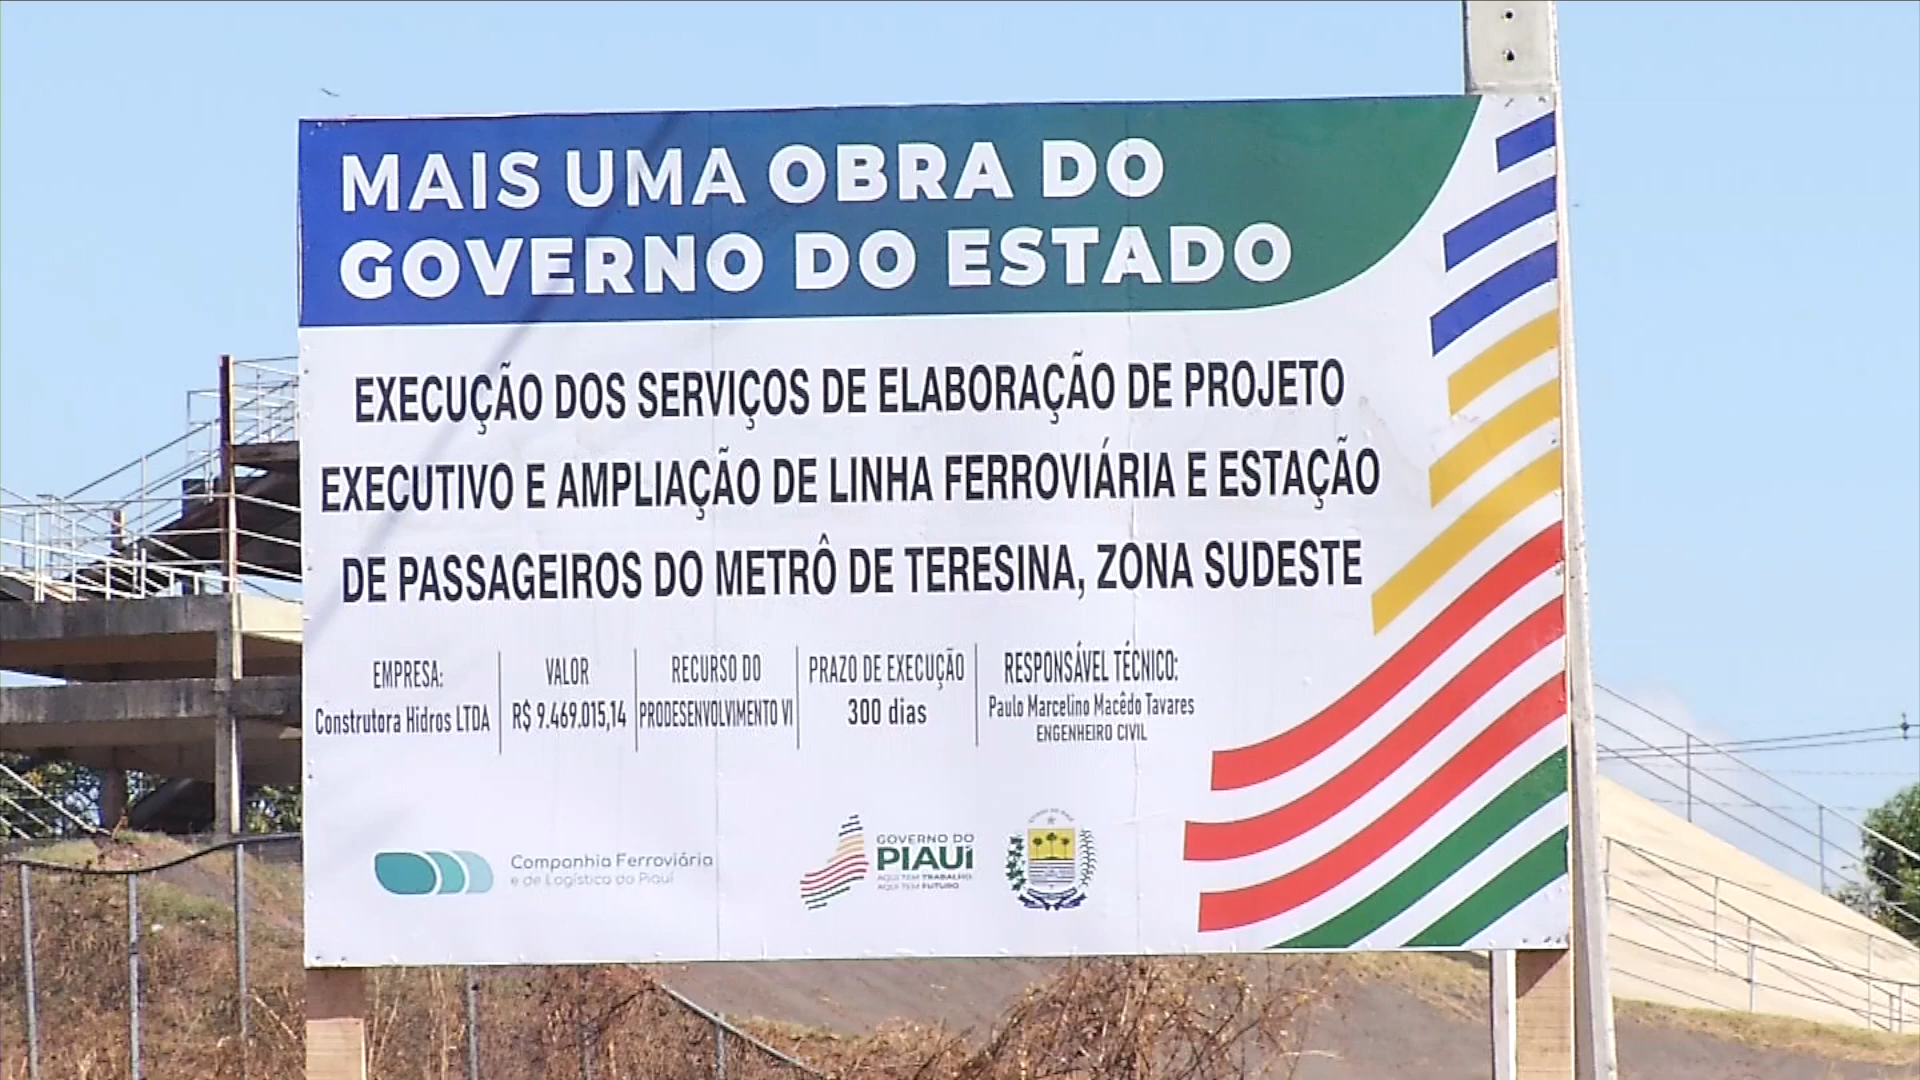 MAIS UMA OBRA DO
GOVERNO DO ESTADO
EXECUÇÃO DOS SERVIÇOS DE ELABORAÇÃO DE PROJETO
EXECUTIVO E AMPLIAÇÃO DE LINHA FERROVIÁRIA E ESTAÇÃO
DE PASSAGEIROS DO METRÔ DE TERESINA, ZONA SUDESTE
EMPRESA:
Construtora Hidros LTDA
VALOR
R$ 9.469.015,14
RECURSO DO
PRODESENVOLVIMENTO VI
PRAZO DE EXECUÇÃO
300 dias
RESPONSÁVEL TÉCNICO:
Paulo Marcelino Macêdo Tavares
ENGENHEIRO CIVIL
Companhia Ferroviária
e de Logística do Piauí
GOVERNO DO
PIAUÍ
AQUI TEM TRABALHO
AQUI TEM FUTURO